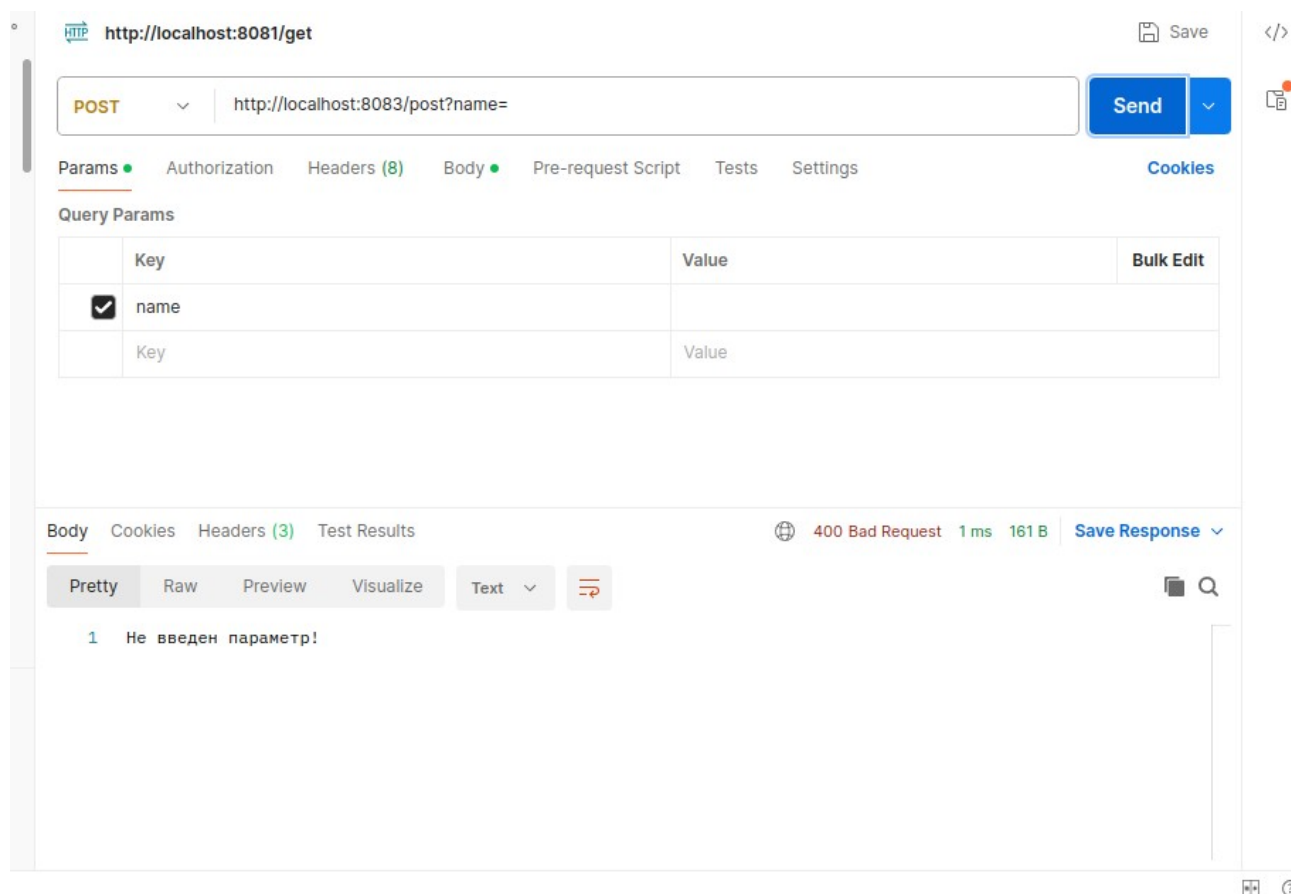 HTTP http://localhost:8081/get Save </>
POST http://localhost:8083/post?name= Send
Params Authorization Headers (8) Body Pre-request Script Tests Settings Cookies
Query Params
Key Value Bulk Edit
name
Key Value
Body Cookies Headers (3) Test Results 400 Bad Request 1 ms 161 B Save Response
Pretty Raw Preview Visualize Text
1 Не введен параметр!